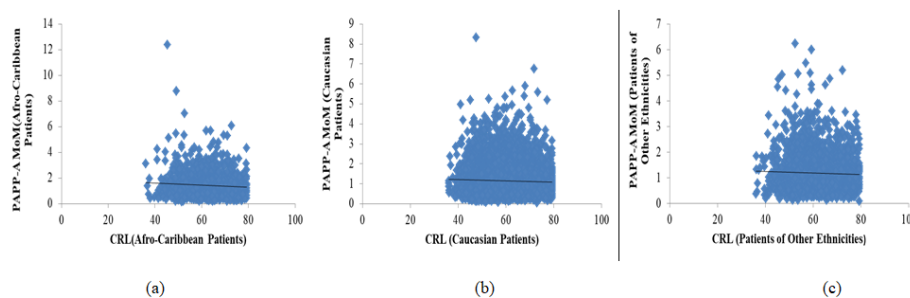 PAPP-A MoM(Afro-Caribbean
Patients)
14
12
10
8
6
4
2
0
0 20 40 60 80 100
CRL(Afro-Caribbean Patients)
(a)
PAPP-A MoM (Caucasian
Patients)
9
8
7
6
5
4
3
2
1
0
0 20 40 60 80 100
CRL (Caucasian Patients)
(b)
PAPP-A MoM (Patients of
Other Ethnicities)
7
6
5
4
3
2
1
0
0 20 40 60 80 100
CRL (Patients of Other Ethnicities)
(c)